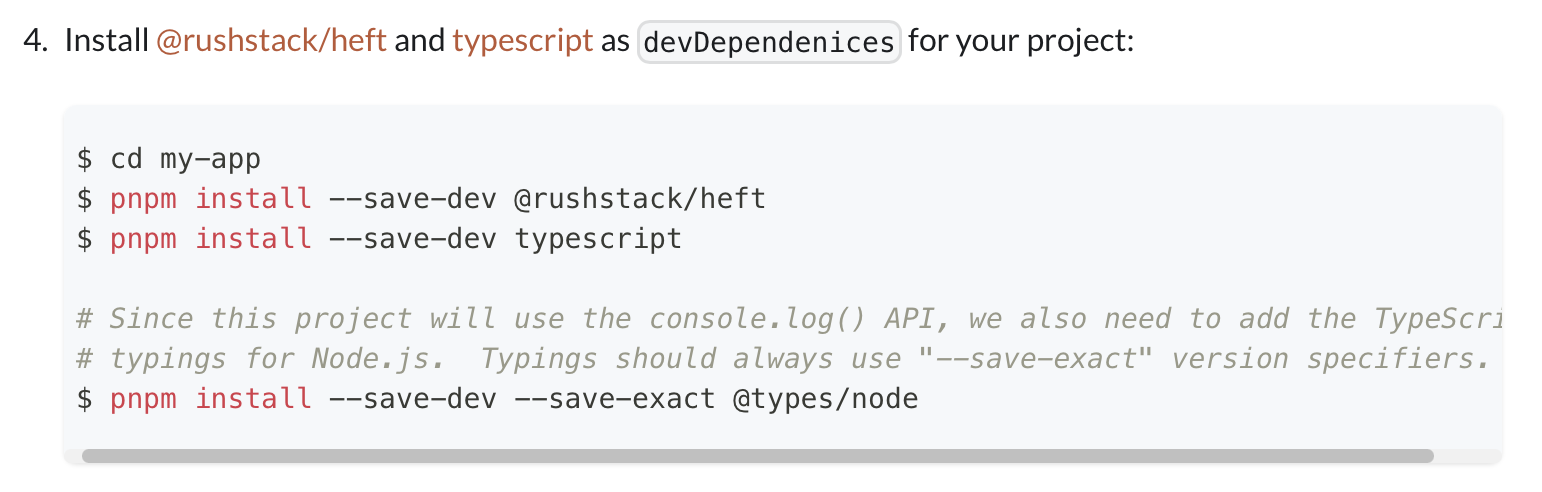 4. Install @rushstack/heft and typescript as devDependenices for your project:
$ cd my-app
$ pnpm install --save-dev @rushstack/heft
$ pnpm install --save-dev typescript
# Since this project will use the console.log() API, we also need to add the TypeScri
# typings for Node.js.  Typings should always use "--save-exact" version specifiers.
$ pnpm install --save-dev --save-exact @types/node